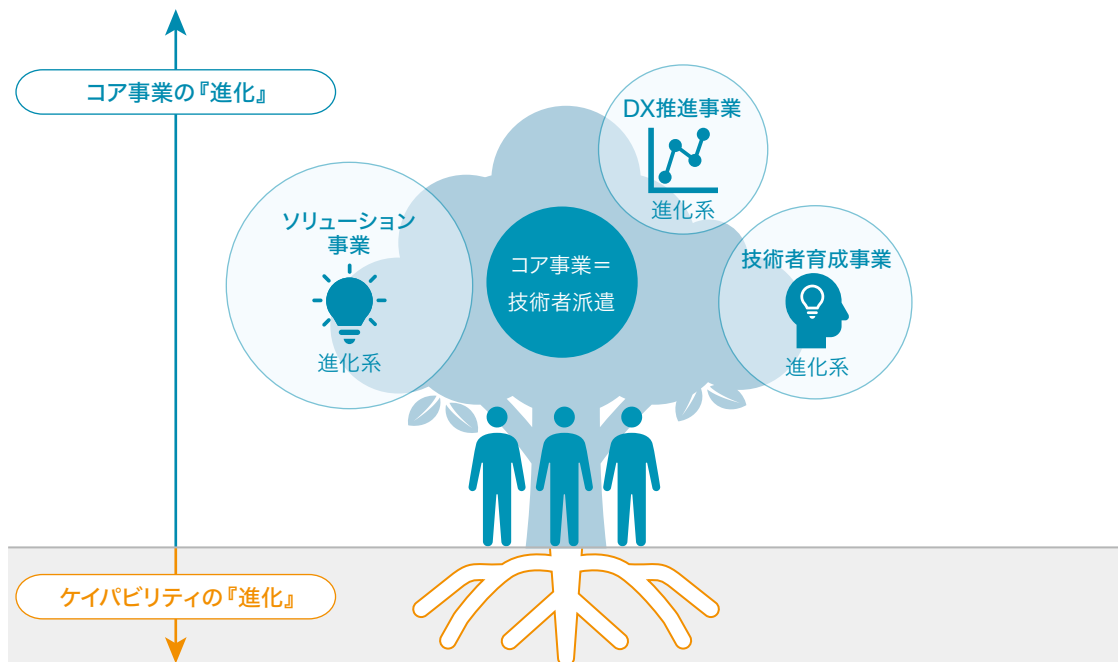 コア事業の『進化』
DX推進事業
進化系
ソリューション
事業
進化系
コア事業＝
技術者派遣
技術者育成事業
進化系
ケイパビリティの『進化』